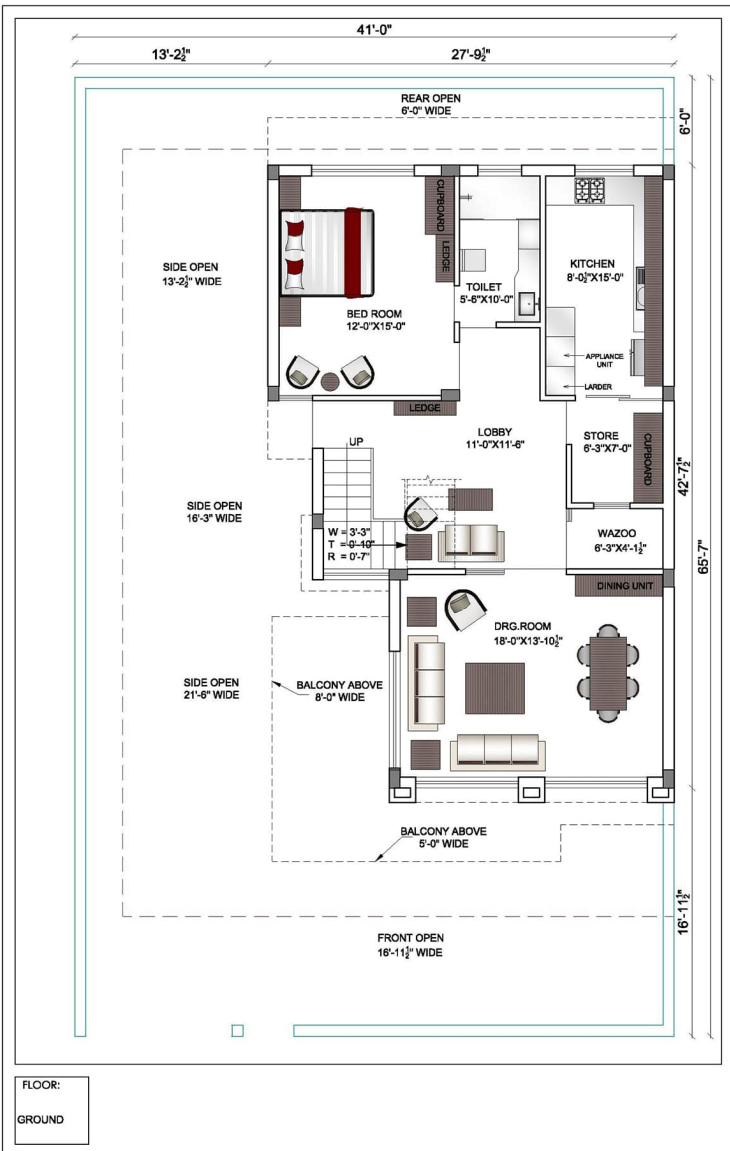 41'-0"
13'-2½"
27'-9½"
REAR OPEN
6'-0" WIDE
6'-0"
CUPBOARD
LEDGE
KITCHEN
8'-0½"X15'-0"
SIDE OPEN
13'-2½" WIDE
TOILET
5'-6"X10'-0"
BED ROOM
12'-0"X15'-0"
APPLIANCE
UNIT
LARDER
LEDGE
LOBBY
11'-0"X11'-6"
STORE
6'-3"X7'-0"
CUPBOARD
UP
42'-7½"
SIDE OPEN
16'-3" WIDE
W = 3'-3"
T = 0'-10"
R = 0'-7"
WAZOO
6'-3"X4'-1½"
65'-7"
DINING UNIT
DRG.ROOM
18'-0"X13'-10½"
SIDE OPEN
21'-6" WIDE
BALCONY ABOVE
8'-0" WIDE
BALCONY ABOVE
5'-0" WIDE
16'-11½"
FRONT OPEN
16'-11½" WIDE
FLOOR:
GROUND